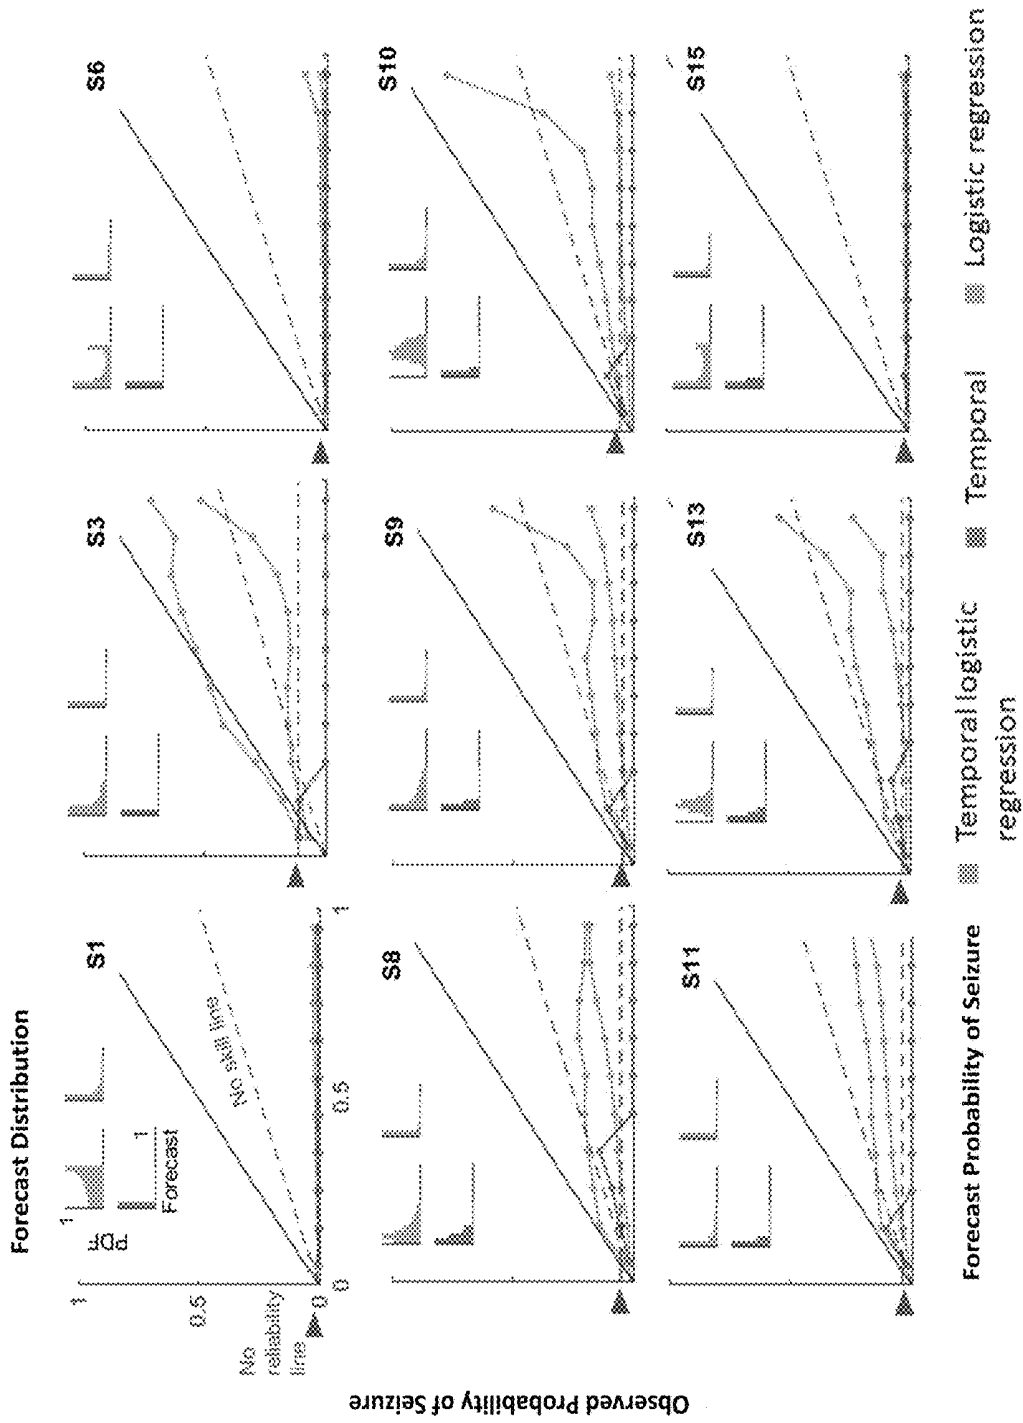 Forecast Distribution
S1
S3
S6
1
PDF
1
Forecast
No skill line
1
0.5
0
0
0.5
1
No
reliability
line
S8
S9
S10
S11
S13
S15
Observed Probability of Seizure
Forecast Probability of Seizure
Temporal logistic
regression
Temporal
Logistic regression